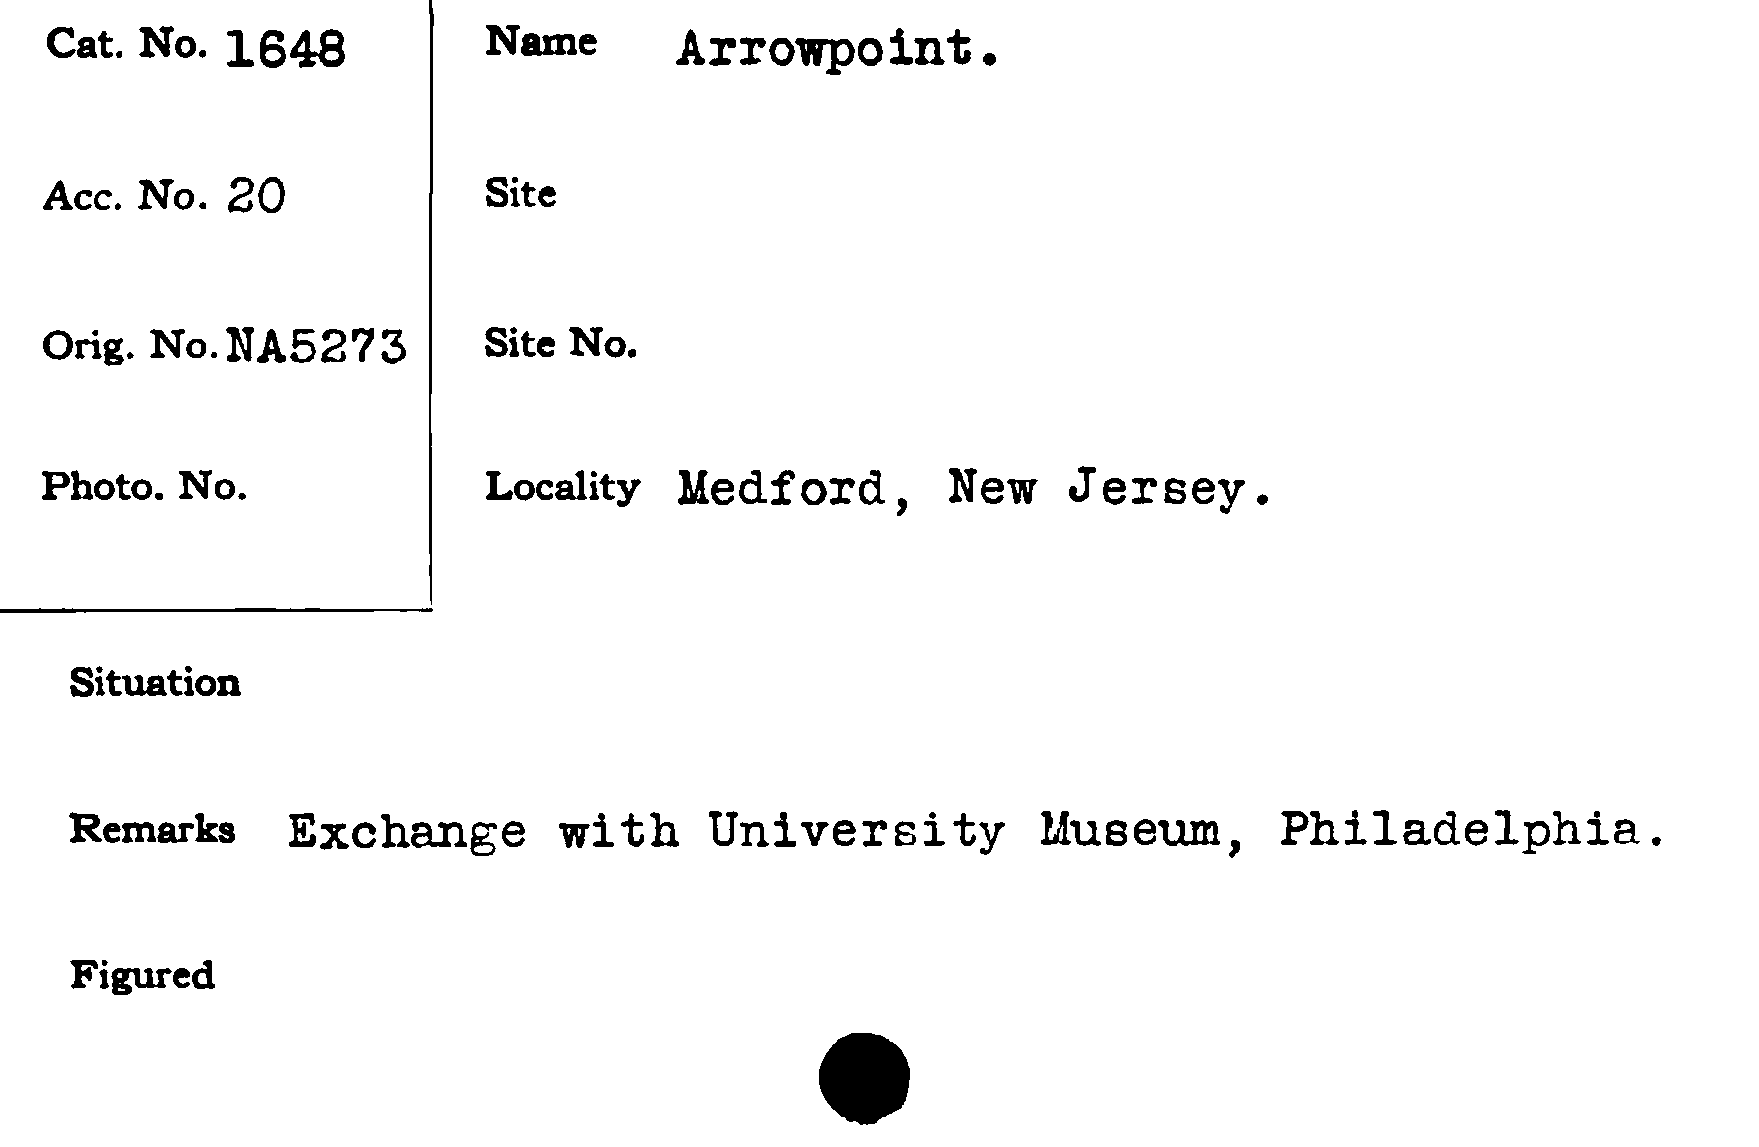 Cat. No. 1648
Acc. No. 20
Orig. No. NA5273
Photo. No.
Name Arrowpoint.
Site
Site No.
Locality Medford, New Jersey.
Situation
Remarks Exchange with University Museum, Philadelphia.
Figured